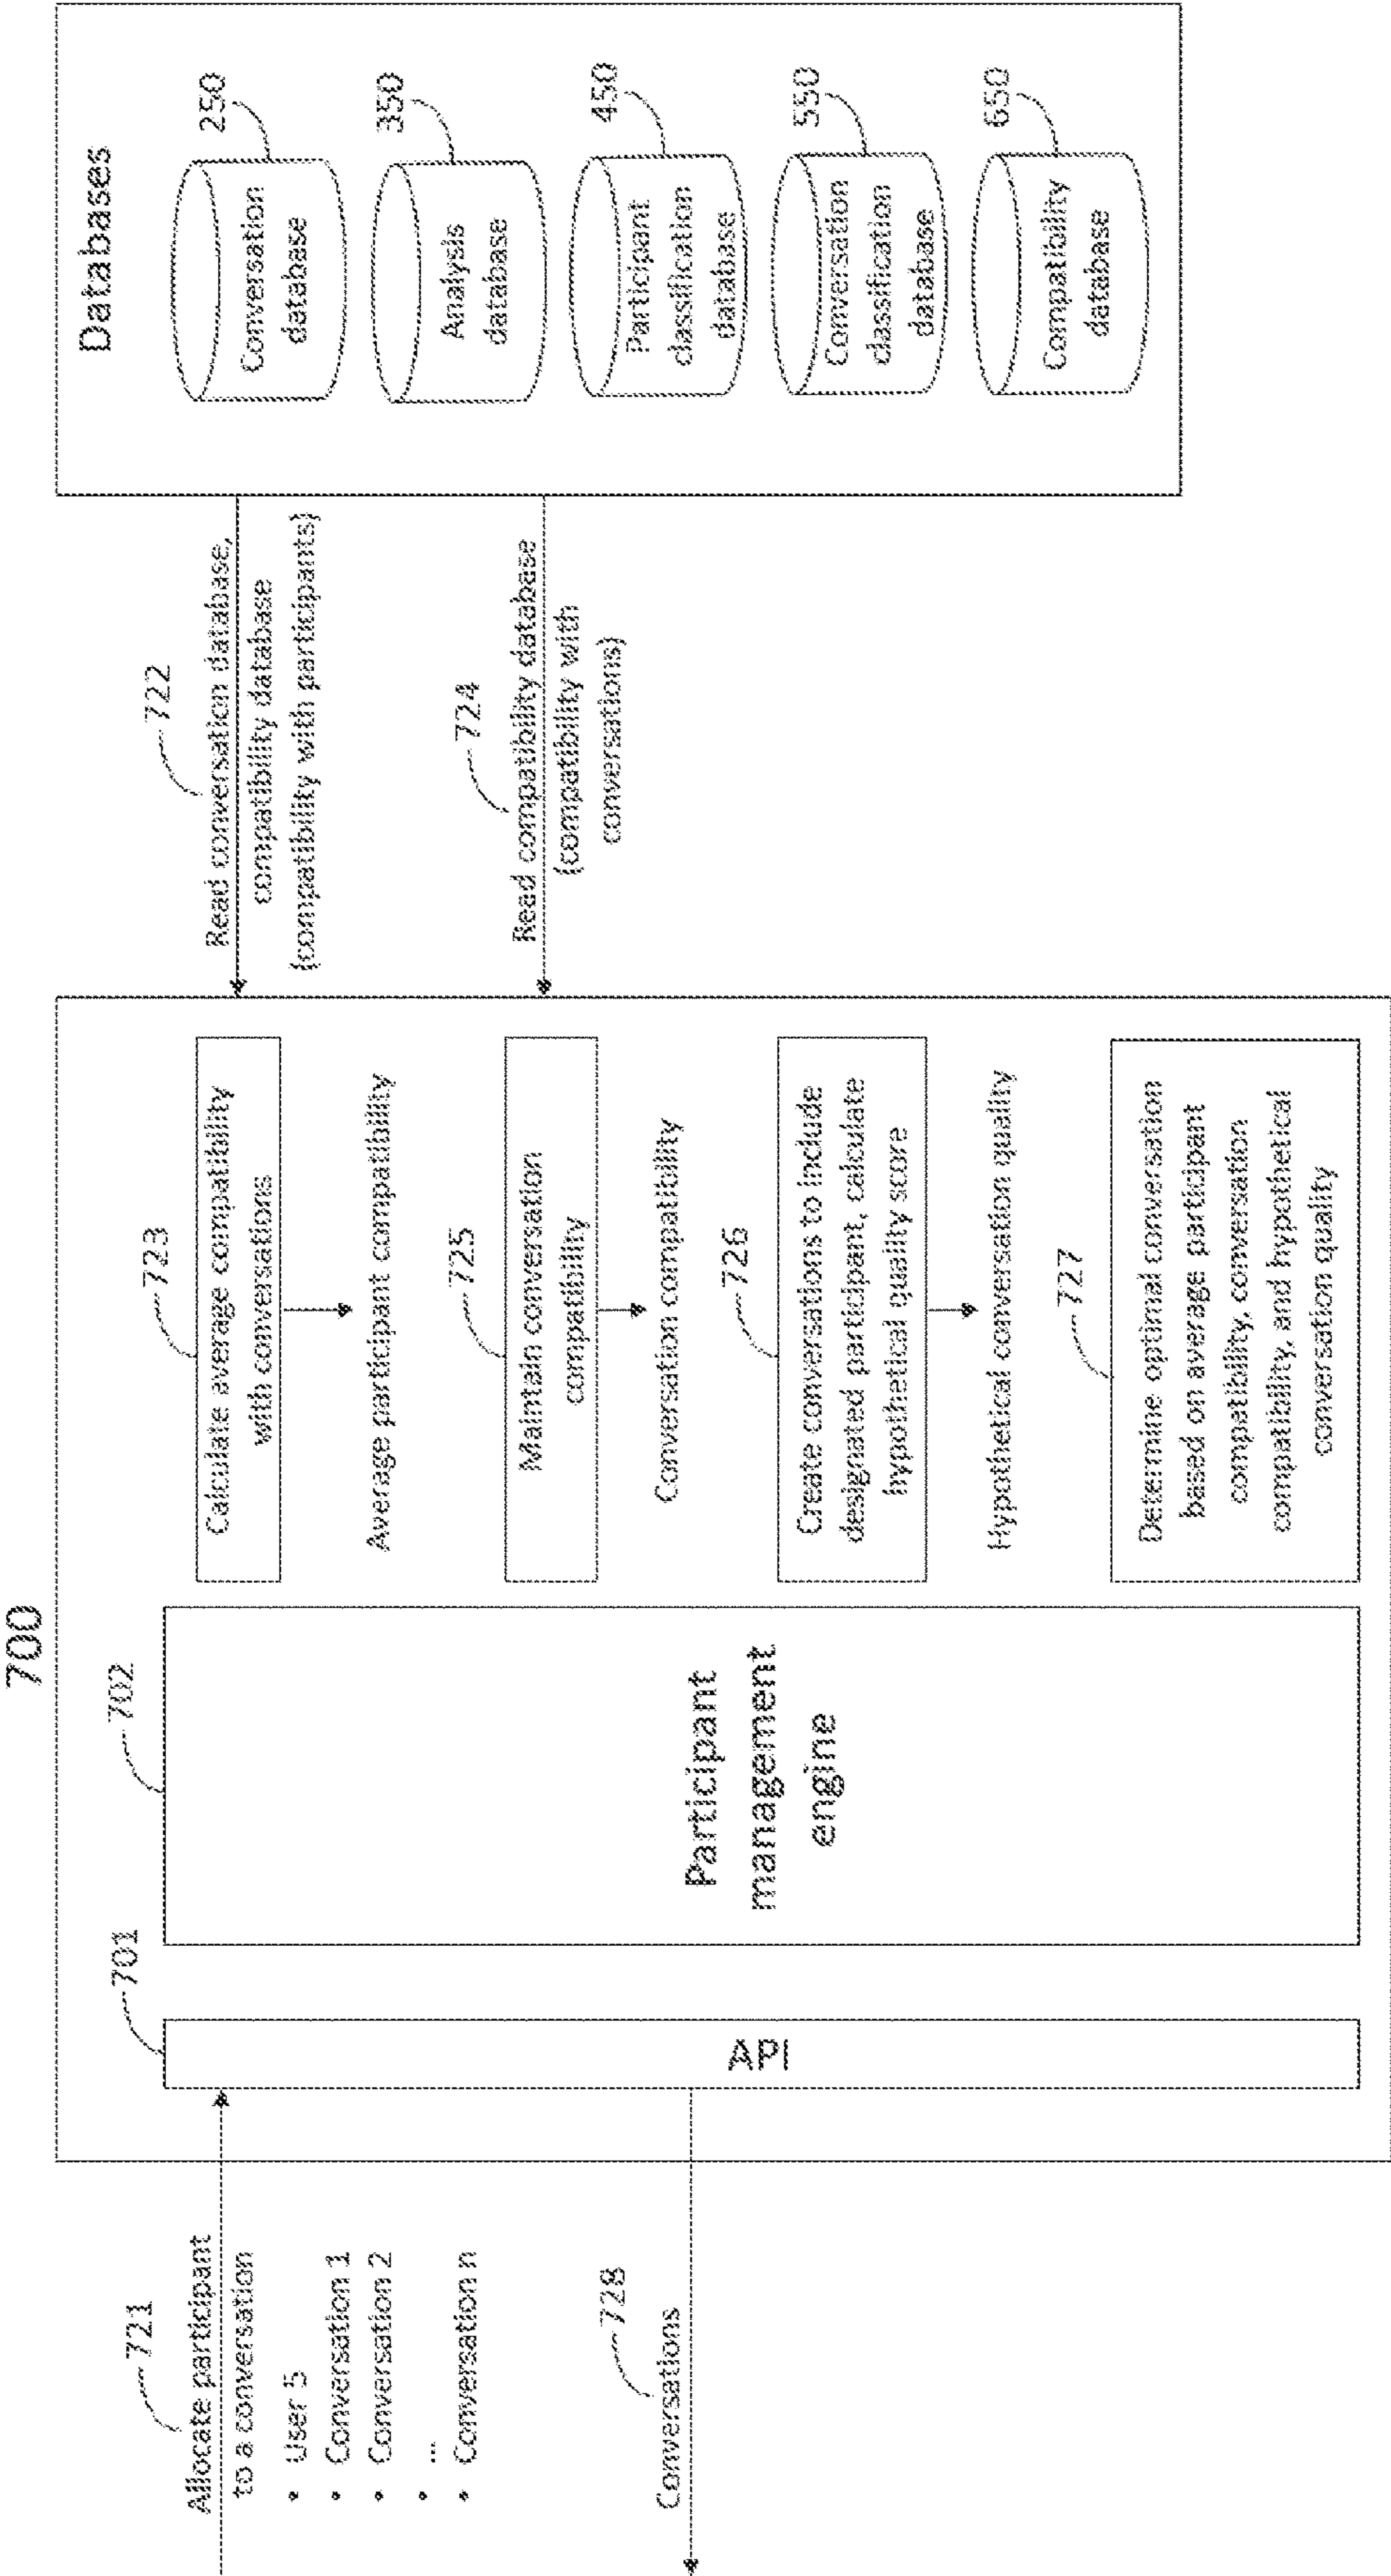 700
721
Allocate participant
to a conversation
• User 5
• Conversation 1
• Conversation 2
• ...
• Conversation n
728
Conversations
701
API
702
Participant
management
engine
723
Calculate average compatibility
with conversations
Average participant compatibility
725
Maintain conversation
compatibility
Conversation compatibility
726
Create conversations to include
designated participant, calculate
hypothetical quality score
Hypothetical conversation quality
727
Determine optimal conversation
based on average participant
compatibility, conversation
compatibility, and hypothetical
conversation quality
722
Read conversation database,
compatibility database
(compatibility with participants)
724
Read compatibility database
(compatibility with
conversations)
Databases
Conversation
database
250
Analysis
database
350
Participant
classification
database
450
Conversation
classification
database
550
Compatibility
database
650